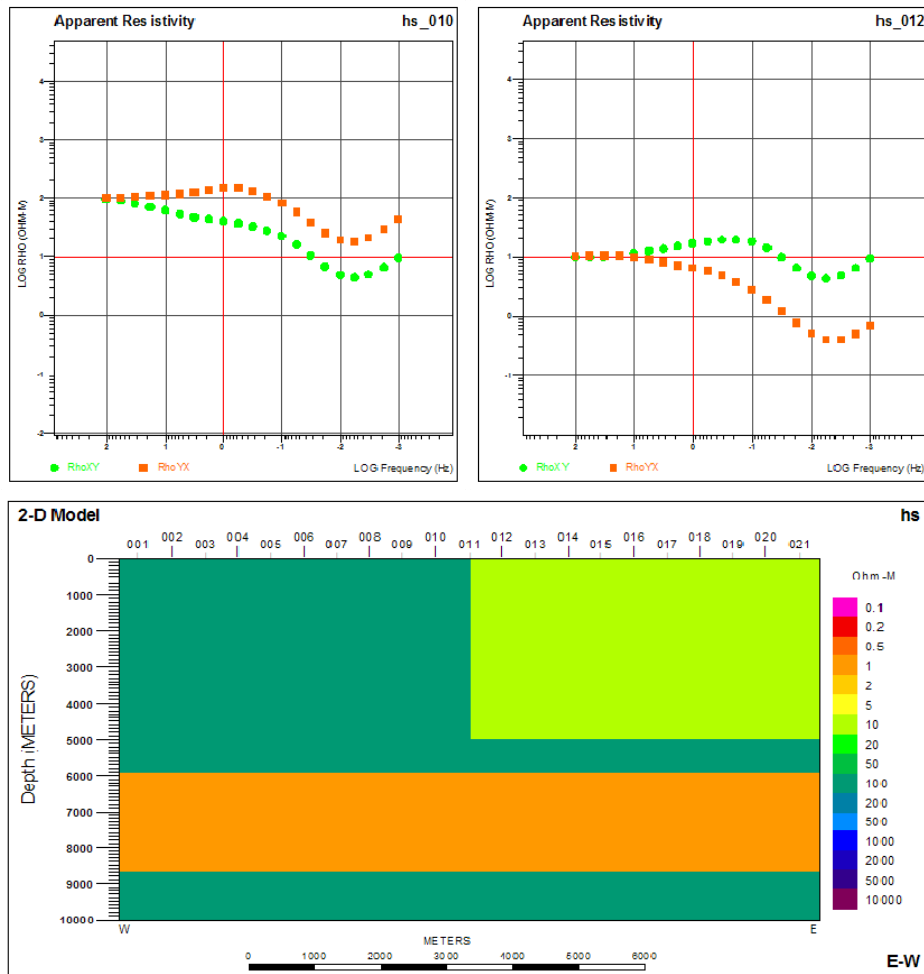 Apparent Resistivity hs_010
LOG RHO (OHM-M)
4
3
2
1
0
-1
-2
2 1 0 -1 -2 -3
RhoXY RhoYX LOG Frequency (Hz)
Apparent Resistivity hs_012
LOG RHO (OHM-M)
4
3
2
1
0
-1
2 1 0 -1 -2 -3
RhoXY RhoYX LOG Frequency (Hz)
2-D Model hs
001 002 003 004 005 006 007 008 009 010 011 012 013 014 015 016 017 018 019 020 021
Depth (METERS)
0
1000
2000
3000
4000
5000
6000
7000
8000
9000
10000
W E
Ohm-M
0.1
0.2
0.5
1
2
5
10
20
50
100
200
500
1000
2000
5000
10000
METERS
0 1000 2000 3000 4000 5000 6000
E-W